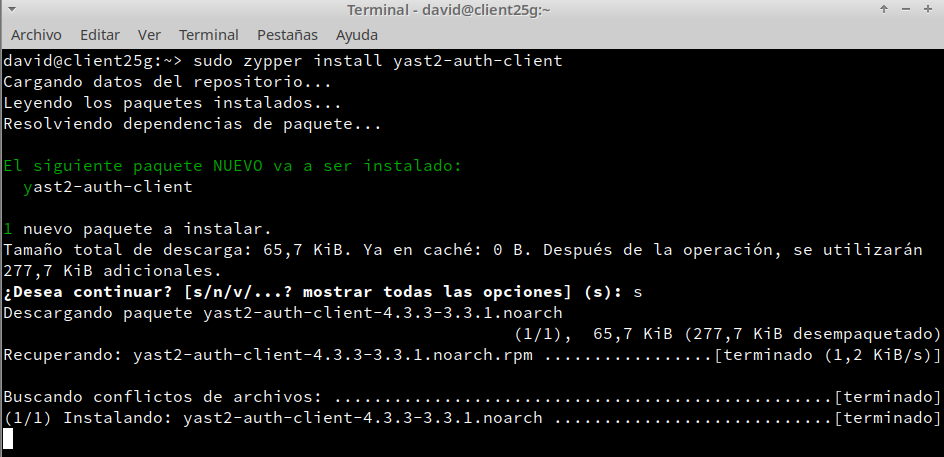 Terminal - david@client25g:~
Archivo Editar Ver Terminal Pestañas Ayuda
david@client25g:~> sudo zypper install yast2-auth-client
Cargando datos del repositorio...
Leyendo los paquetes instalados...
Resolviendo dependencias de paquete...
El siguiente paquete NUEVO va a ser instalado:
yast2-auth-client
1 nuevo paquete a instalar.
Tamaño total de descarga: 65,7 KiB. Ya en caché: 0 B. Después de la operación, se utilizarán
277,7 KiB adicionales.
¿Desea continuar? [s/n/v/...? mostrar todas las opciones] (s): s
Descargando paquete yast2-auth-client-4.3.3-3.3.1.noarch
(1/1),  65,7 KiB (277,7 KiB desempaquetado)
Recuperando: yast2-auth-client-4.3.3-3.3.1.noarch.rpm .................[terminado (1,2 KiB/s)]
Buscando conflictos de archivos: ..................................................[terminado]
(1/1) Instalando: yast2-auth-client-4.3.3-3.3.1.noarch ............................[terminado]